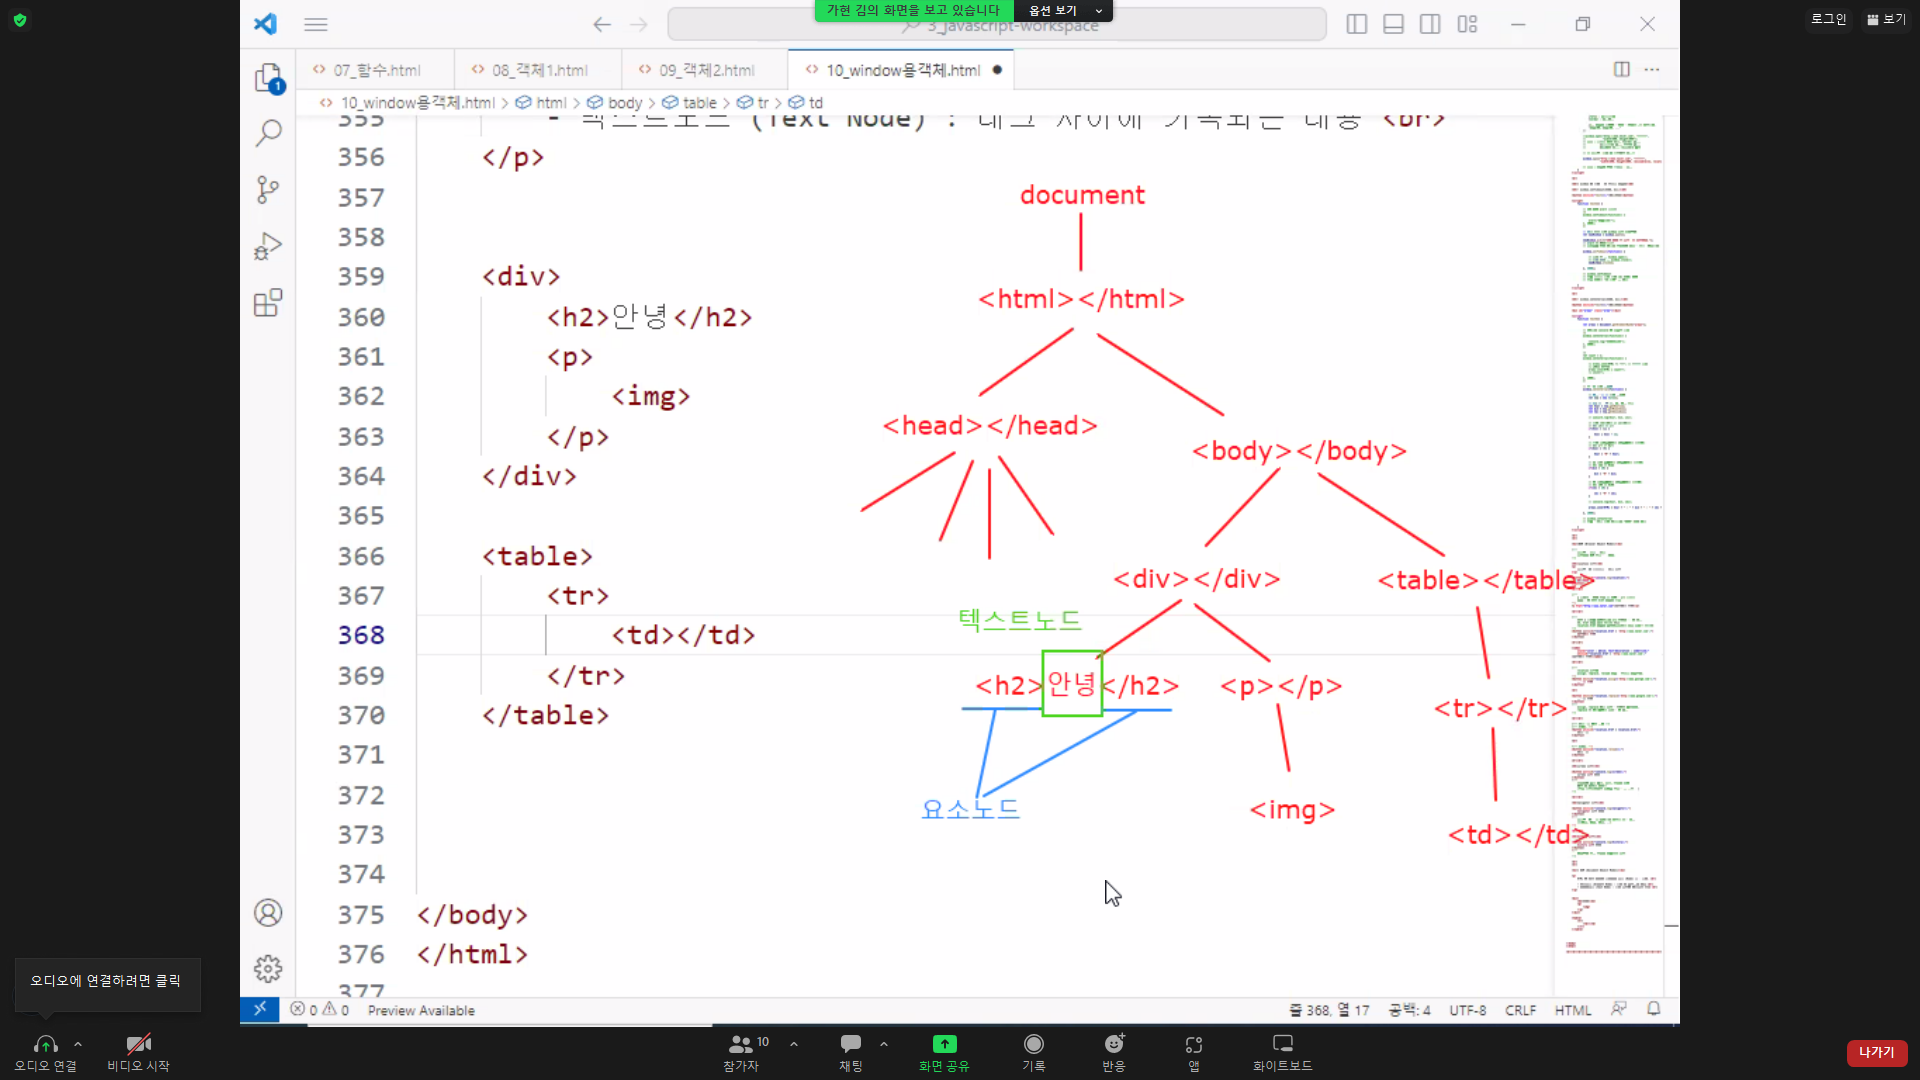 가현 김의 화면을 보고 있습니다 옵션 보기
3_javascript-workspace
로그인 보기
07_함수.html 08_객체1.html 09_객체2.html 10_window용객체.html
10_window용객체.html > html > body > table > tr > td
355 - 텍스트노드 (Text Node) : 태그 사이에 기록되는 내용 <br>
356 </p>
357
358
359 <div>
360 <h2>안녕</h2>
361 <p>
362 <img>
363 </p>
364 </div>
365
366 <table>
367 <tr>
368 <td></td>
369 </tr>
370 </table>
371
372
373
374
375 </body>
376 </html>
377
document
<html></html>
<head></head>
<body></body>
<div></div>
<table></table>
텍스트노드
<h2>안녕</h2>
<p></p>
<tr></tr>
요소노드
<img>
<td></td>
1
0 0 Preview Available
줄 368, 열 17 공백: 4 UTF-8 CRLF HTML
오디오에 연결하려면 클릭
오디오 연결 비디오 시작
참가자 10 채팅 화면 공유 기록 반응 앱 화이트보드
나가기